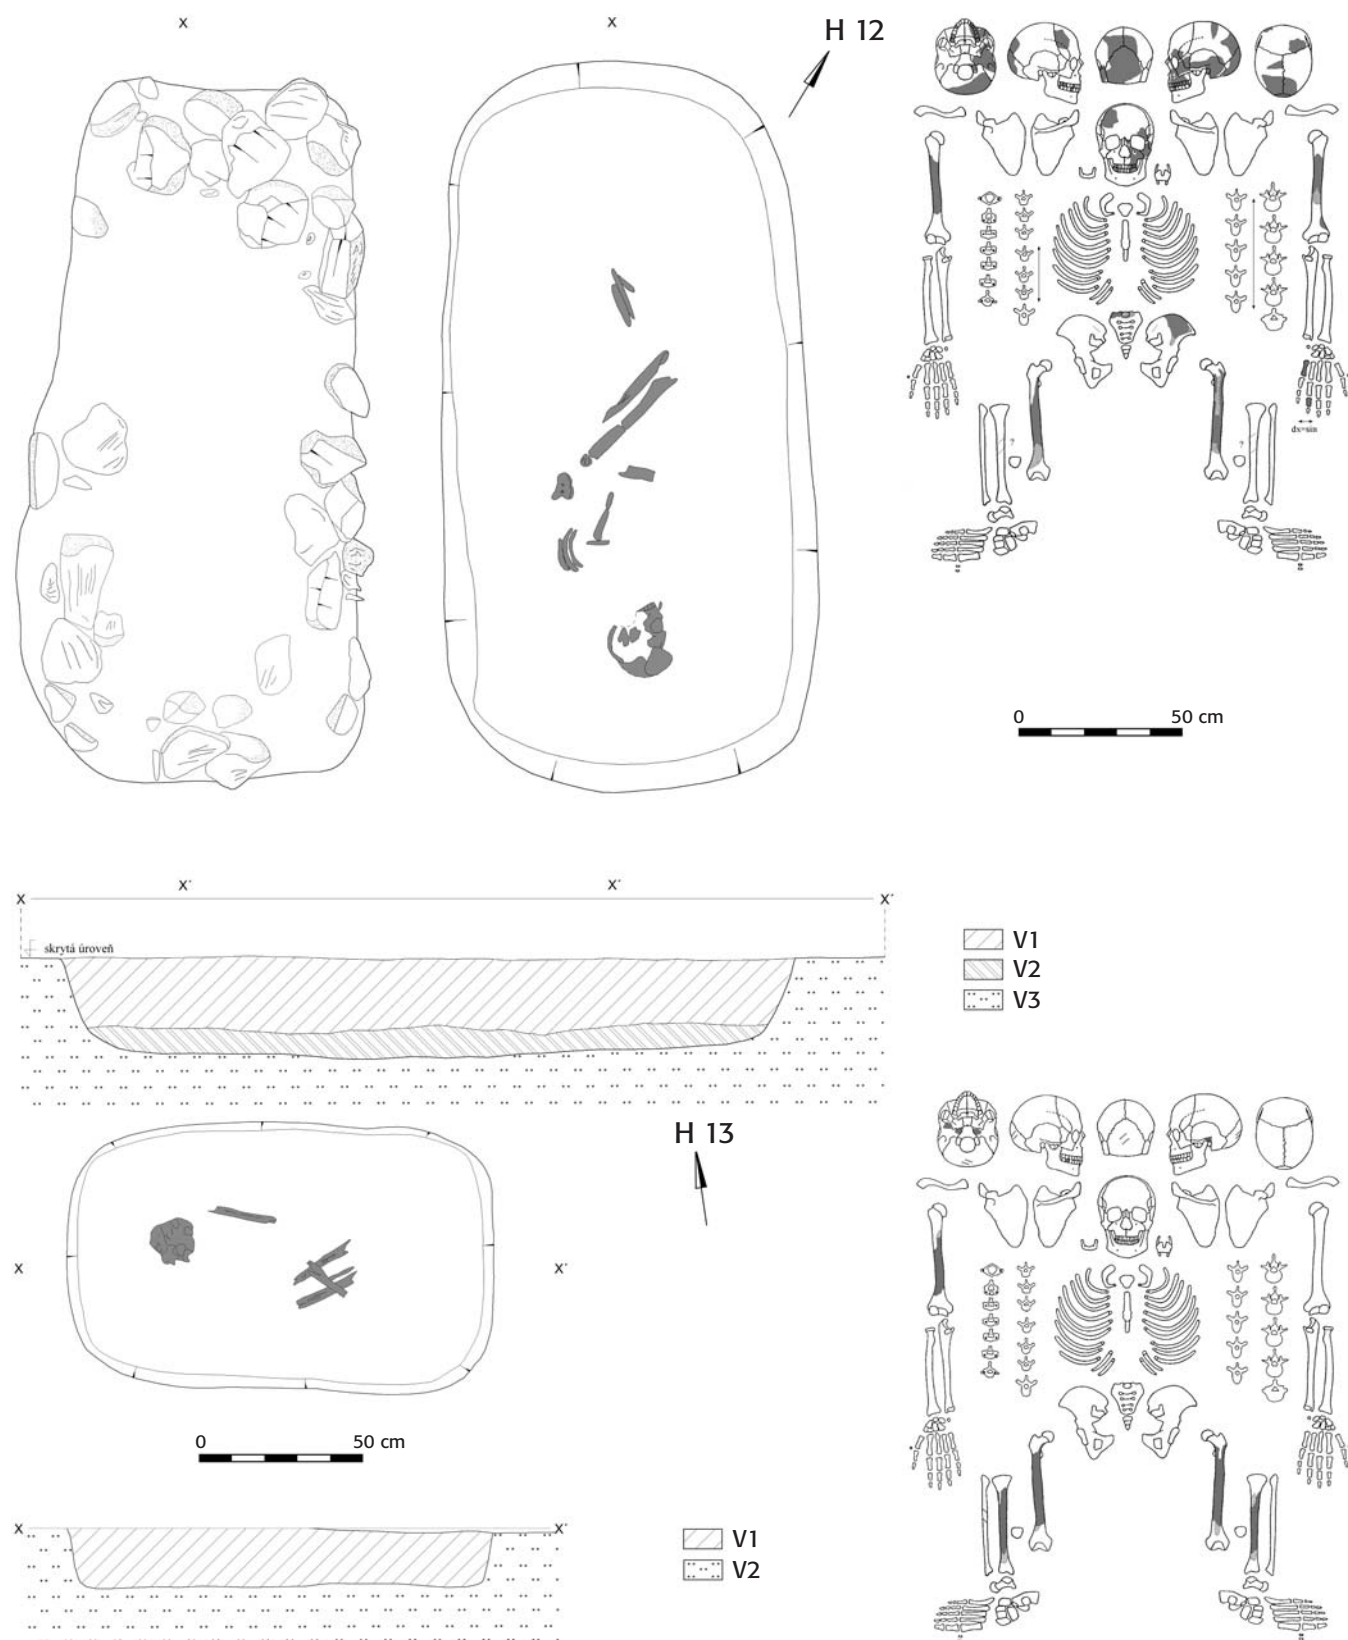 x
x
H 12
dx=sin
?
?
0 50 cm
x'
x'
x
x'
skrytá úroveň
V1
V2
V3
H 13
x
x'
0 50 cm
x
x'
V1
V2